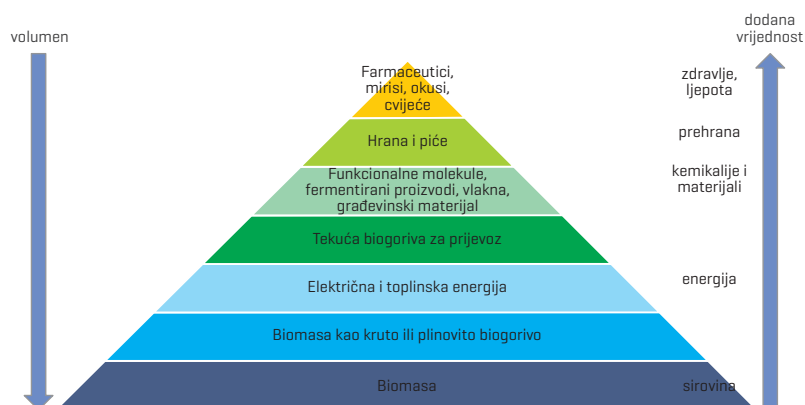 volumen
dodana
vrijednost
Farmaceutici,
mirisi, okusi,
cvijeće
zdravlje,
ljepota
Hrana i piće
prehrana
Funkcionalne molekule,
fermentirani proizvodi, vlakna,
građevinski materijal
kemikalije i
materijali
Tekuća biogoriva za prijevoz
Električna i toplinska energija
energija
Biomasa kao kruto ili plinovito biogorivo
Biomasa
sirovina